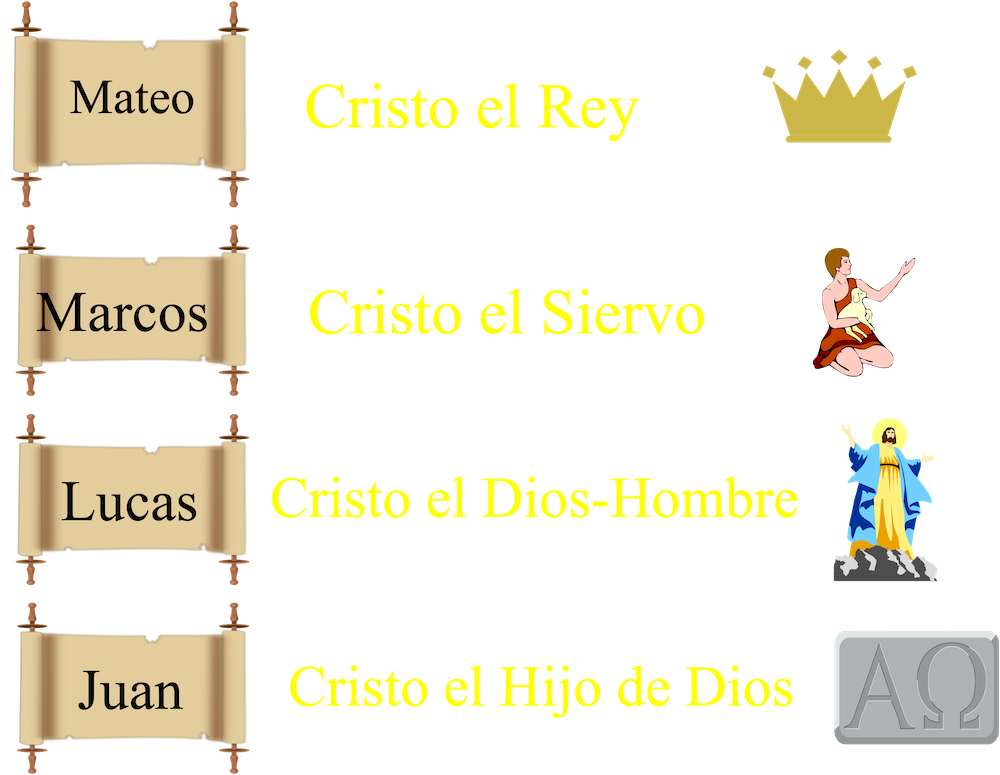 Mateo Cristo el Rey
Marcos Cristo el Siervo
Lucas Cristo el Dios-Hombre
Juan Cristo el Hijo de Dios ΑΩ